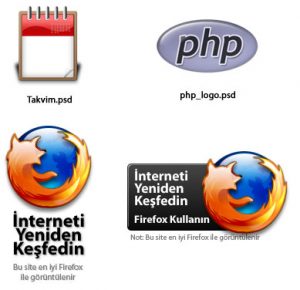 php
Takvim.psd
php_logo.psd
İnterneti
Yeniden
Keşfedin
Firefox Kullanın
Not: Bu site en iyi Firefox ile görüntülenir
İnterneti
Yeniden
Keşfedin
Bu site en iyi Firefox
ile görüntülenir